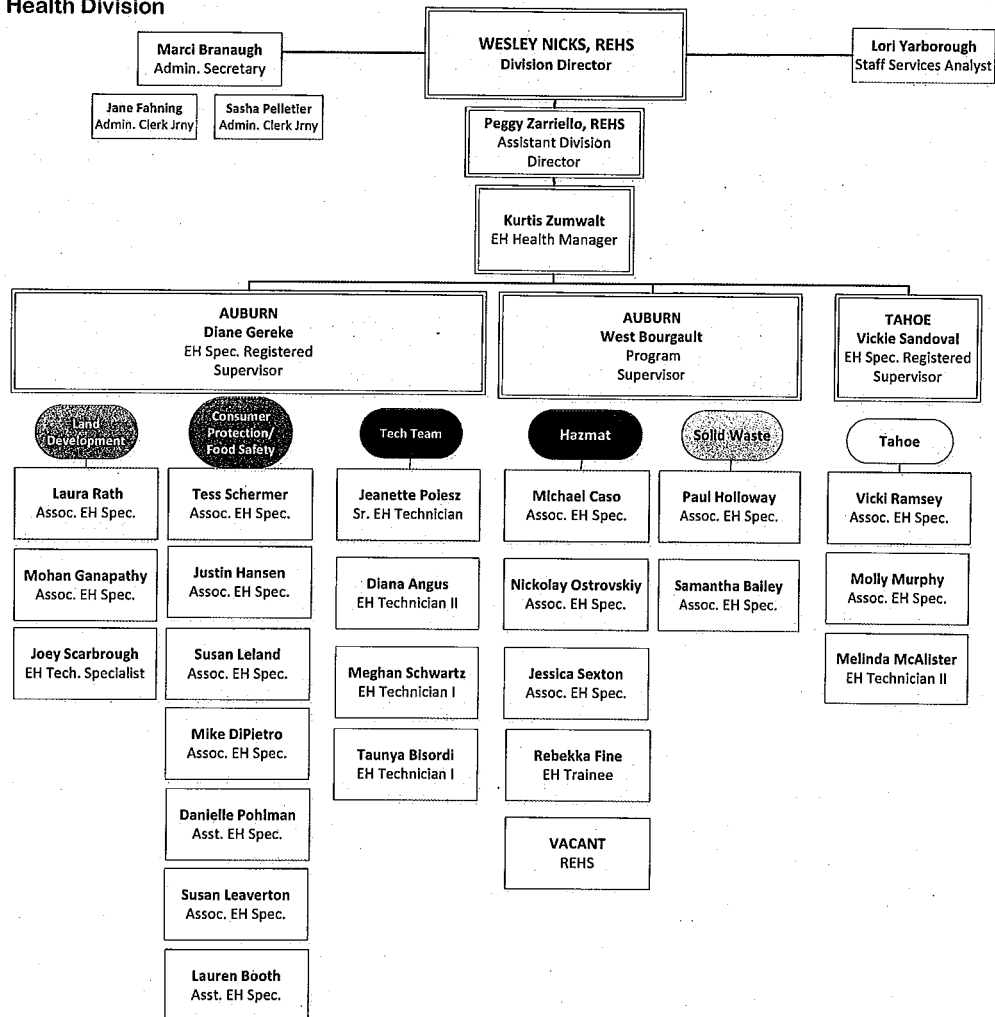 Health Division
Marci Branaugh
Admin. Secretary
WESLEY NICKS, REHS
Division Director
Lori Yarborough
Staff Services Analyst
Jane Fahning
Admin. Clerk Jrny
Sasha Pelletier
Admin. Clerk Jrny
Peggy Zarriello, REHS
Assistant Division
Director
Kurtis Zumwalt
EH Health Manager
AUBURN
Diane Gereke
EH Spec. Registered
Supervisor
AUBURN
West Bourgault
Program
Supervisor
TAHOE
Vickie Sandoval
EH Spec. Registered
Supervisor
Land
Development
Laura Rath
Assoc. EH Spec.
Mohan Ganapathy
Assoc. EH Spec.
Joey Scarbrough
EH Tech. Specialist
Consumer
Protection/
Food Safety
Tess Schermer
Assoc. EH Spec.
Justin Hansen
Assoc. EH Spec.
Susan Leland
Assoc. EH Spec.
Mike DiPietro
Assoc. EH Spec.
Danielle Pohlman
Asst. EH Spec.
Susan Leaverton
Assoc. EH Spec.
Lauren Booth
Asst. EH Spec.
Tech Team
Jeanette Polesz
Sr. EH Technician
Diana Angus
EH Technician II
Meghan Schwartz
EH Technician I
Taunya Bisordi
EH Technician I
Hazmat
Michael Caso
Assoc. EH Spec.
Nickolay Ostrovskiy
Assoc. EH Spec.
Jessica Sexton
Assoc. EH Spec.
Rebekka Fine
EH Trainee
VACANT
REHS
Solid Waste
Paul Holloway
Assoc. EH Spec.
Samantha Bailey
Assoc. EH Spec.
Tahoe
Vicki Ramsey
Assoc. EH Spec.
Molly Murphy
Assoc. EH Spec.
Melinda McAlister
EH Technician II